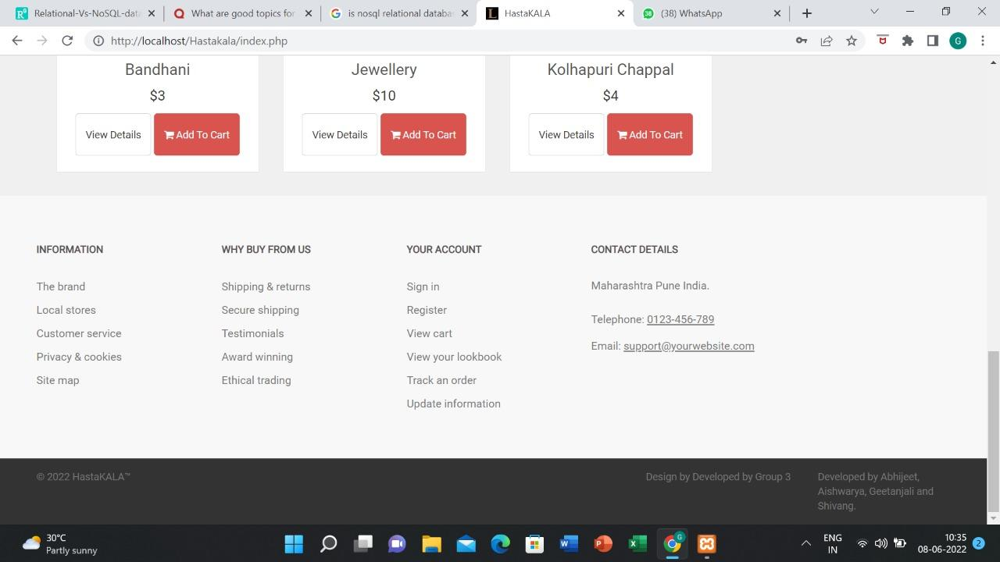 Relational-Vs-NoSQL-dat
What are good topics for
is nosql relational databas
HastaKALA
(38) WhatsApp
http://localhost/Hastakala/index.php
Bandhani
$3
View Details
Add To Cart
Jewellery
$10
View Details
Add To Cart
Kolhapuri Chappal
$4
View Details
Add To Cart
INFORMATION
The brand
Local stores
Customer service
Privacy & cookies
Site map
WHY BUY FROM US
Shipping & returns
Secure shipping
Testimonials
Award winning
Ethical trading
YOUR ACCOUNT
Sign in
Register
View cart
View your lookbook
Track an order
Update information
CONTACT DETAILS
Maharashtra Pune India.
Telephone: 0123-456-789
Email: support@yourwebsite.com
© 2022 HastaKALA™
Design by Developed by Group 3
Developed by Abhijeet,
Aishwarya, Geetanjali and
Shivang.
30°C
Partly sunny
ENG
IN
10:35
08-06-2022
2